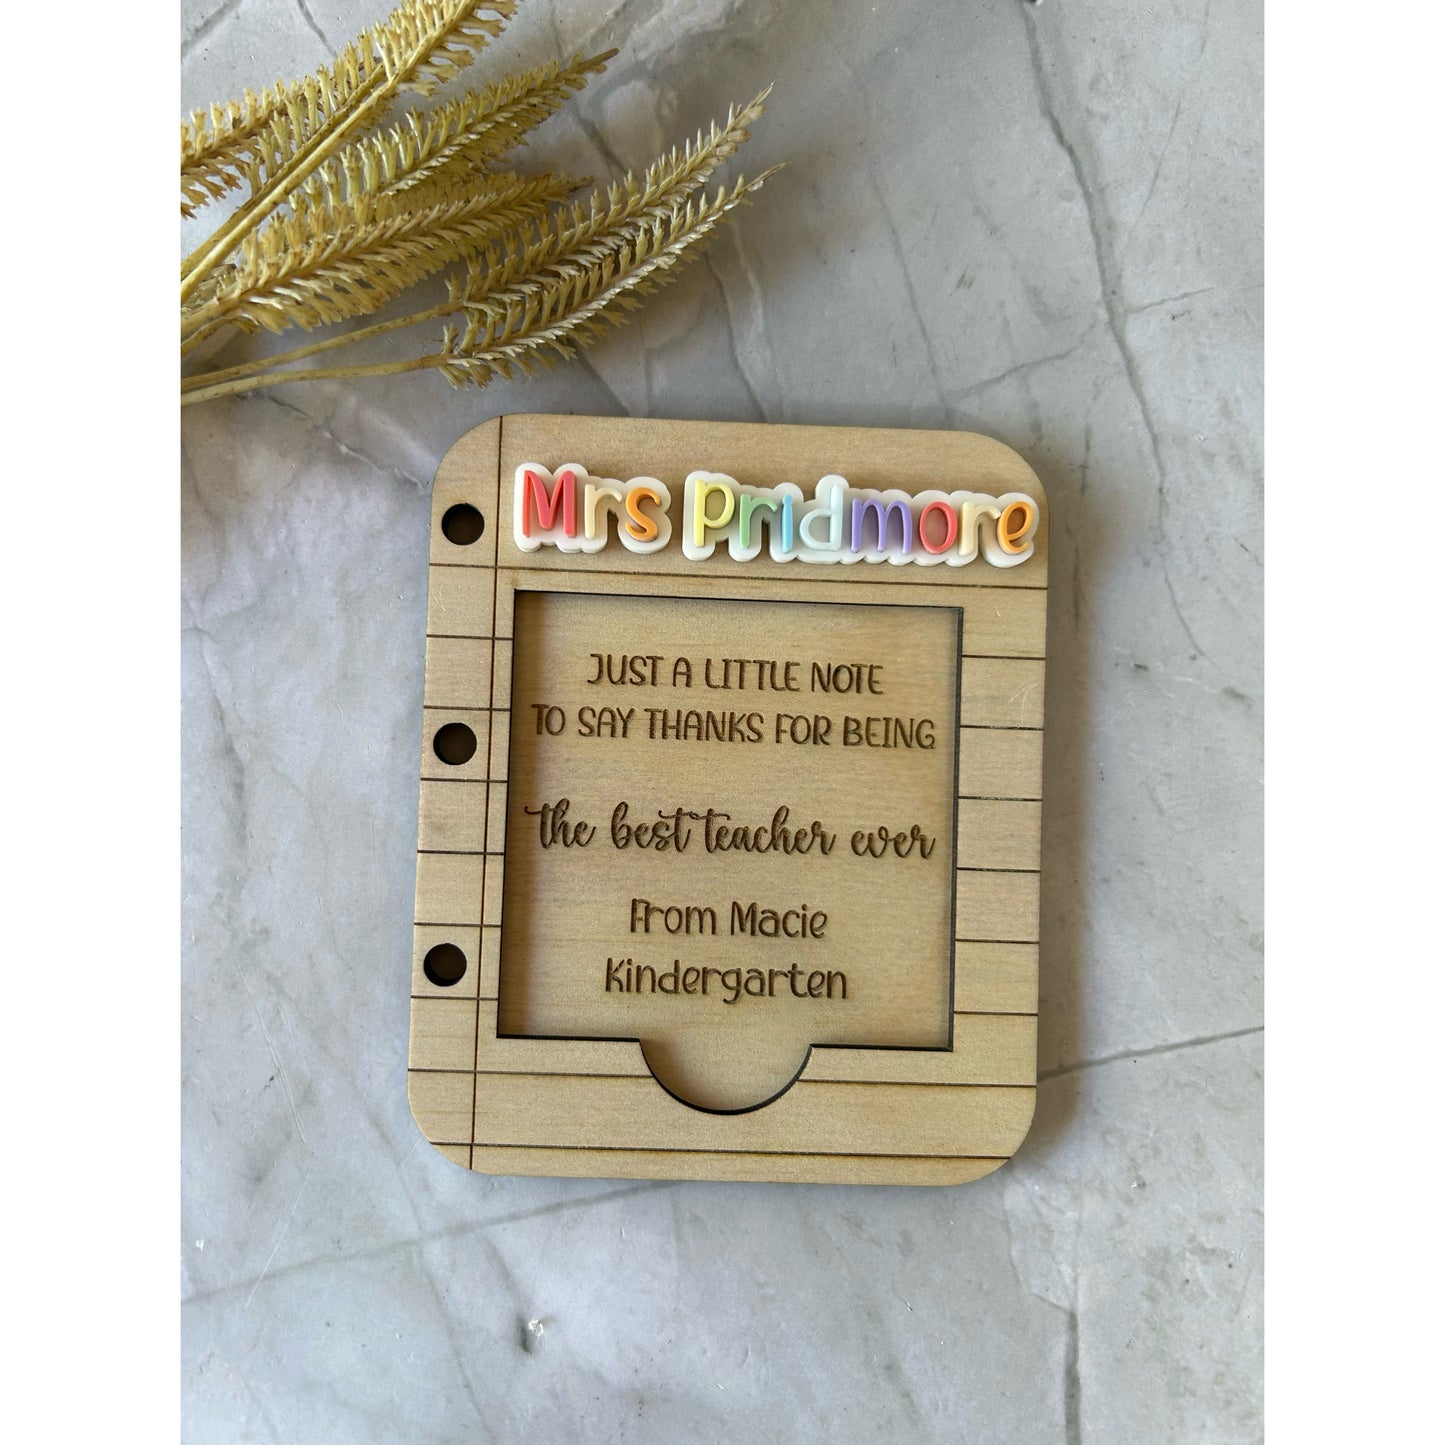 Mrs Pridmore
JUST A LITTLE NOTE
TO SAY THANKS FOR BEING
the best teacher ever
From Macie
Kindergarten